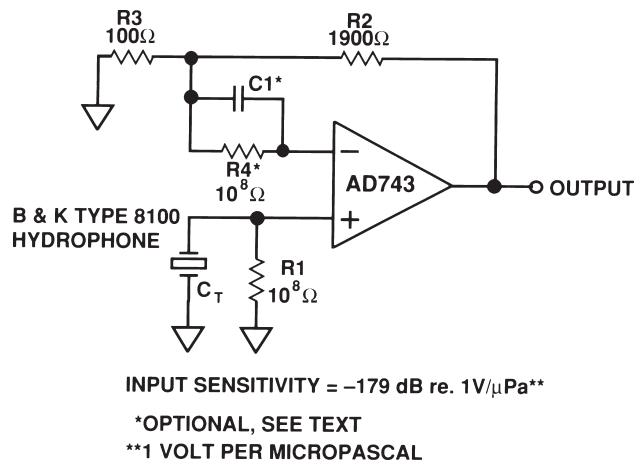 R3
100Ω
R2
1900Ω
C1*
R4*
10⁸Ω
AD743
–
+
OUTPUT
B & K TYPE 8100
HYDROPHONE
C_T
R1
10⁸Ω
INPUT SENSITIVITY = –179 dB re. 1V/μPa**
*OPTIONAL, SEE TEXT
**1 VOLT PER MICROPASCAL